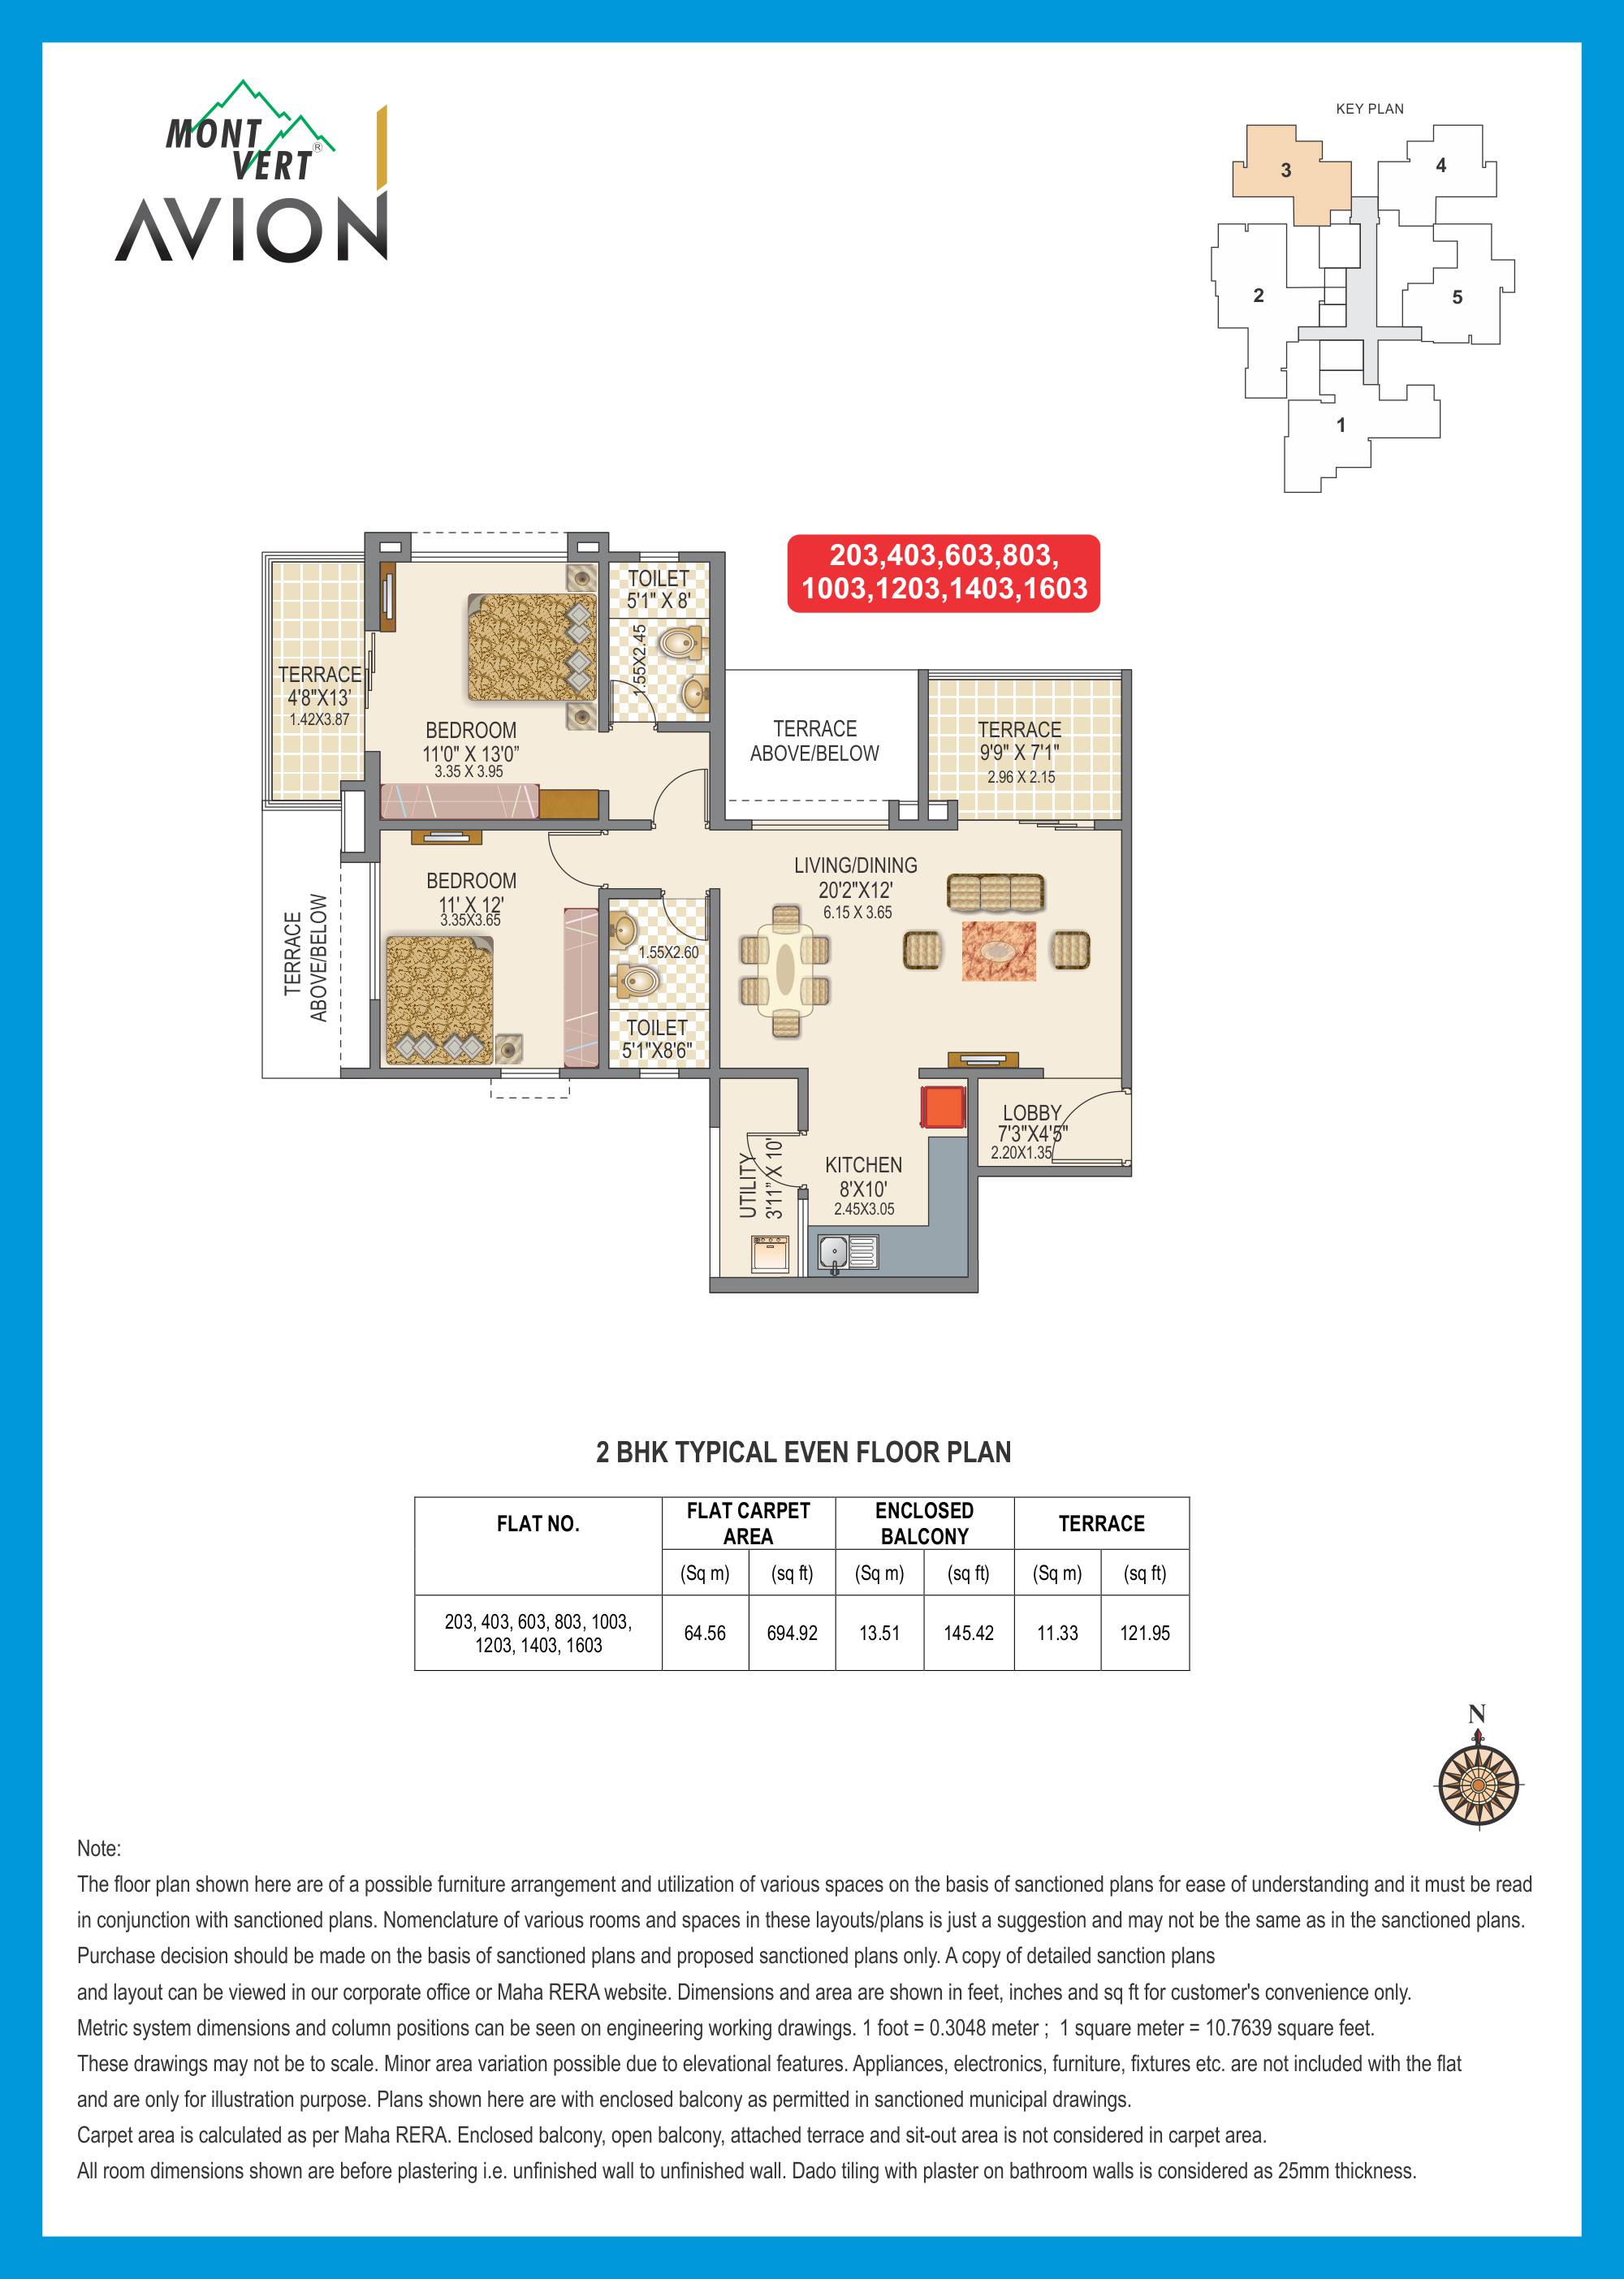 MONT
VERT®
AVION
KEY PLAN
3
4
2
5
1
203,403,603,803,
1003,1203,1403,1603
TOILET
5'1" X 8'
1.55X2.45
TERRACE
4'8"X13'
1.42X3.87
BEDROOM
11'0" X 13'0"
3.35 X 3.95
TERRACE
ABOVE/BELOW
TERRACE
9'9" X 7'1"
2.96 X 2.15
LIVING/DINING
20'2"X12'
6.15 X 3.65
BEDROOM
11' X 12'
3.35X3.65
TERRACE
ABOVE/BELOW
1.55X2.60
TOILET
5'1"X8'6"
LOBBY
7'3"X4'5"
2.20X1.35
UTILITY
3'11" X 10'
KITCHEN
8'X10'
2.45X3.05
2 BHK TYPICAL EVEN FLOOR PLAN
FLAT NO.
FLAT CARPET
AREA
ENCLOSED
BALCONY
TERRACE
(Sq m) (sq ft) (Sq m) (sq ft) (Sq m) (sq ft)
203, 403, 603, 803, 1003,
1203, 1403, 1603
64.56 694.92 13.51 145.42 11.33 121.95
N
Note:
The floor plan shown here are of a possible furniture arrangement and utilization of various spaces on the basis of sanctioned plans for ease of understanding and it must be read
in conjunction with sanctioned plans. Nomenclature of various rooms and spaces in these layouts/plans is just a suggestion and may not be the same as in the sanctioned plans.
Purchase decision should be made on the basis of sanctioned plans and proposed sanctioned plans only. A copy of detailed sanction plans
and layout can be viewed in our corporate office or Maha RERA website. Dimensions and area are shown in feet, inches and sq ft for customer's convenience only.
Metric system dimensions and column positions can be seen on engineering working drawings. 1 foot = 0.3048 meter ; 1 square meter = 10.7639 square feet.
These drawings may not be to scale. Minor area variation possible due to elevational features. Appliances, electronics, furniture, fixtures etc. are not included with the flat
and are only for illustration purpose. Plans shown here are with enclosed balcony as permitted in sanctioned municipal drawings.
Carpet area is calculated as per Maha RERA. Enclosed balcony, open balcony, attached terrace and sit-out area is not considered in carpet area.
All room dimensions shown are before plastering i.e. unfinished wall to unfinished wall. Dado tiling with plaster on bathroom walls is considered as 25mm thickness.